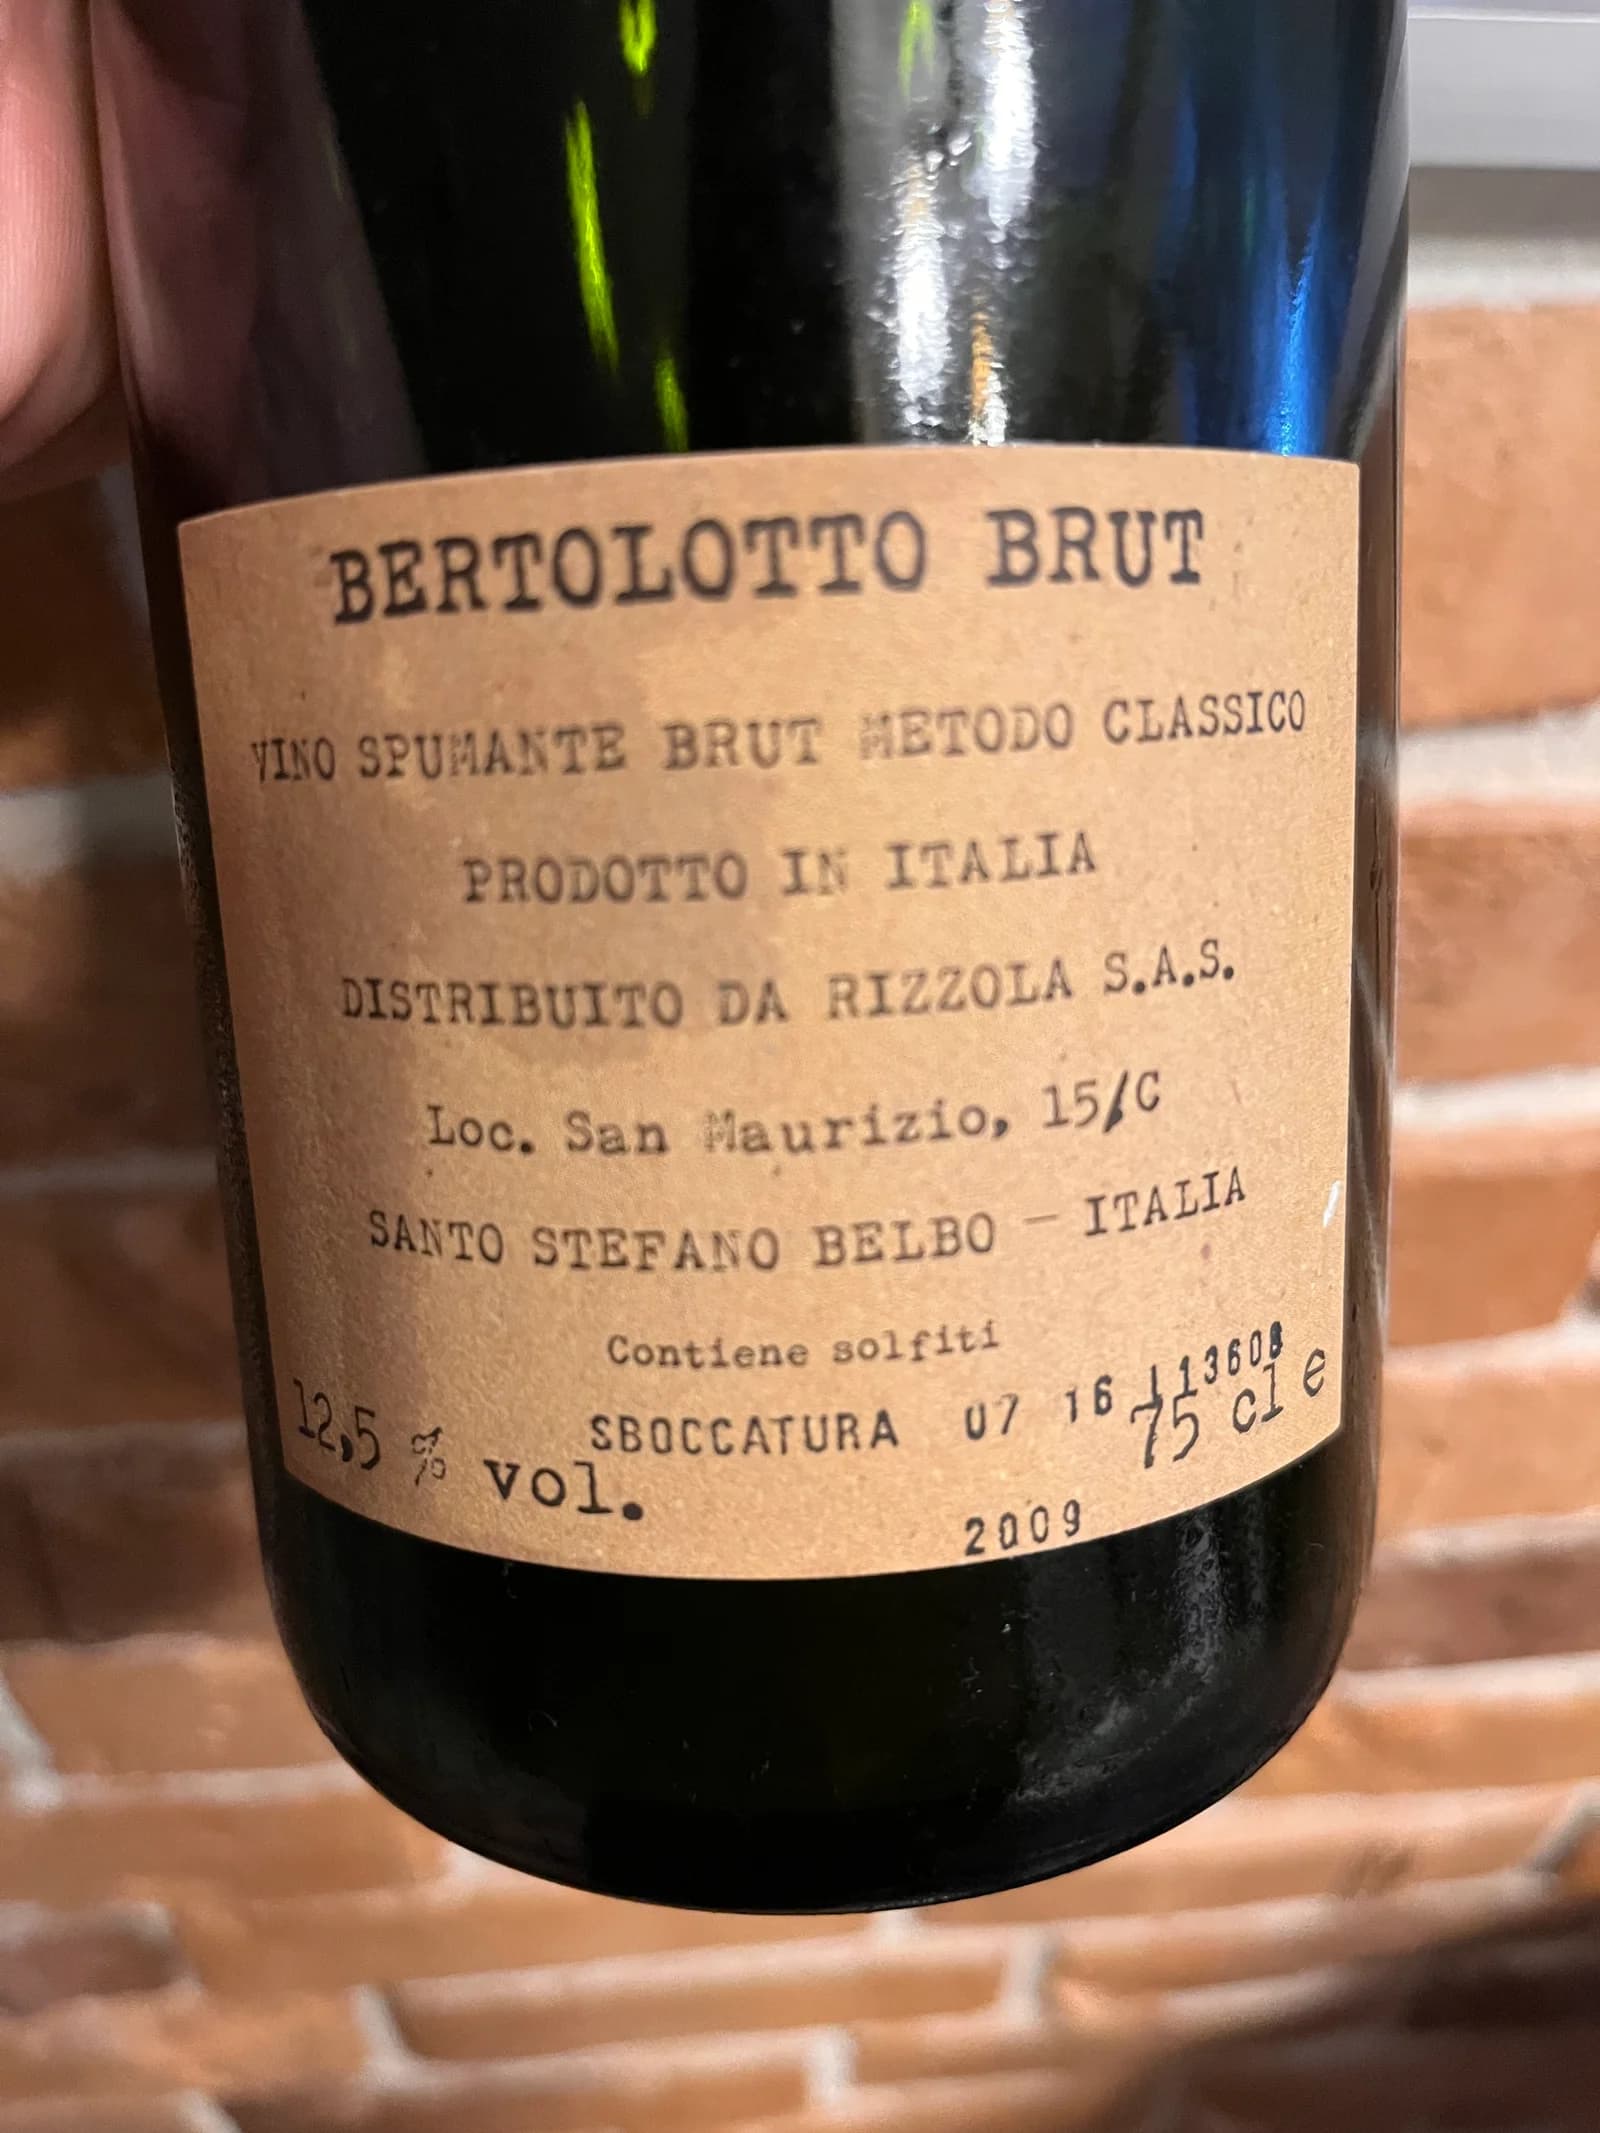 BERTOLOTTO BRUT
VINO SPUMANTE BRUT METODO CLASSICO
PRODOTTO IN ITALIA
DISTRIBUITO DA RIZZOLA S.A.S.
Loc. San Maurizio, 15/C
SANTO STEFANO BELBO - ITALIA
Contiene solfiti
SBOCCATURA 07 16 L13608
12,5 % vol. 75 cl e
2009